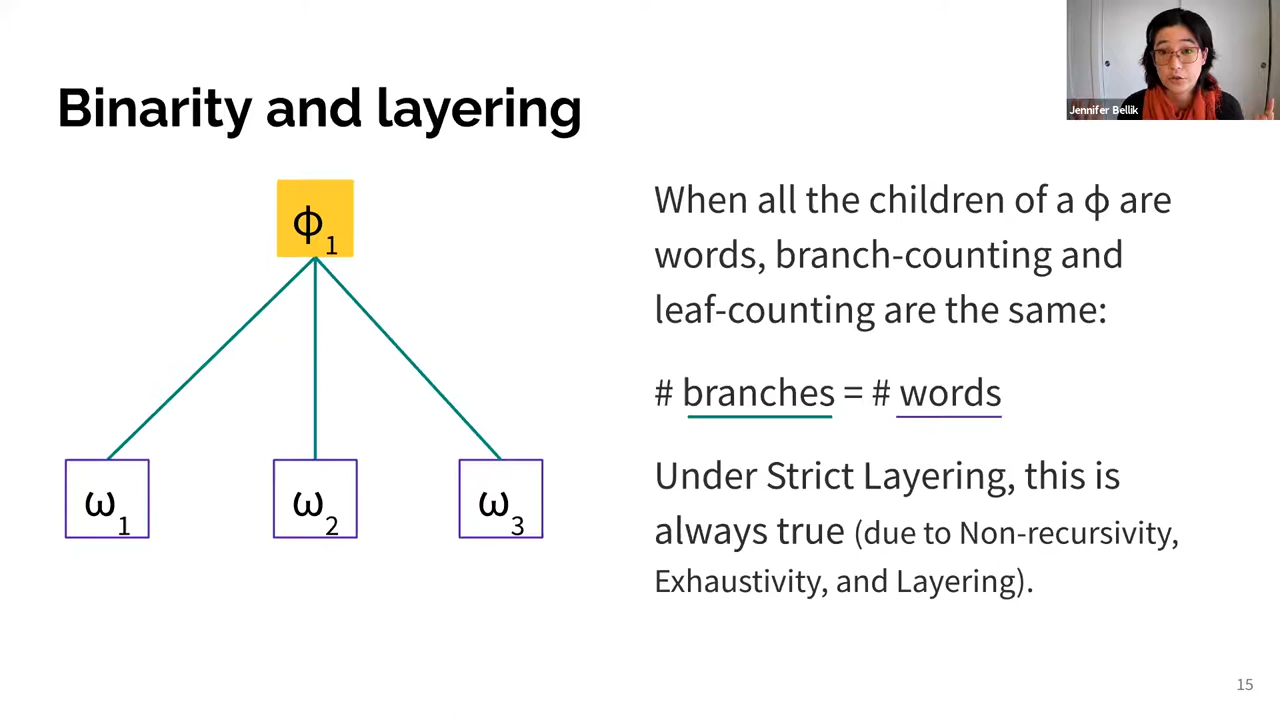 Jennifer Bellik
Binarity and layering
ϕ1
ω1 ω2 ω3
When all the children of a ϕ are
words, branch-counting and
leaf-counting are the same:
# branches = # words
Under Strict Layering, this is
always true (due to Non-recursivity,
Exhaustivity, and Layering).
15